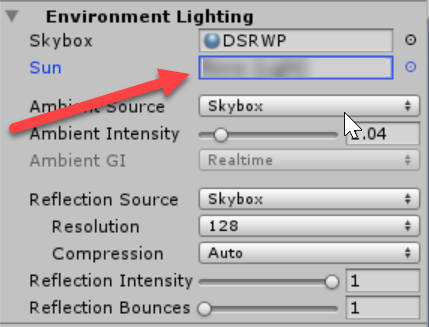 Environment Lighting
Skybox DSRWP
Sun
Ambient Source Skybox
Ambient Intensity 1.04
Ambient GI Realtime
Reflection Source Skybox
Resolution 128
Compression Auto
Reflection Intensity 1
Reflection Bounces 1